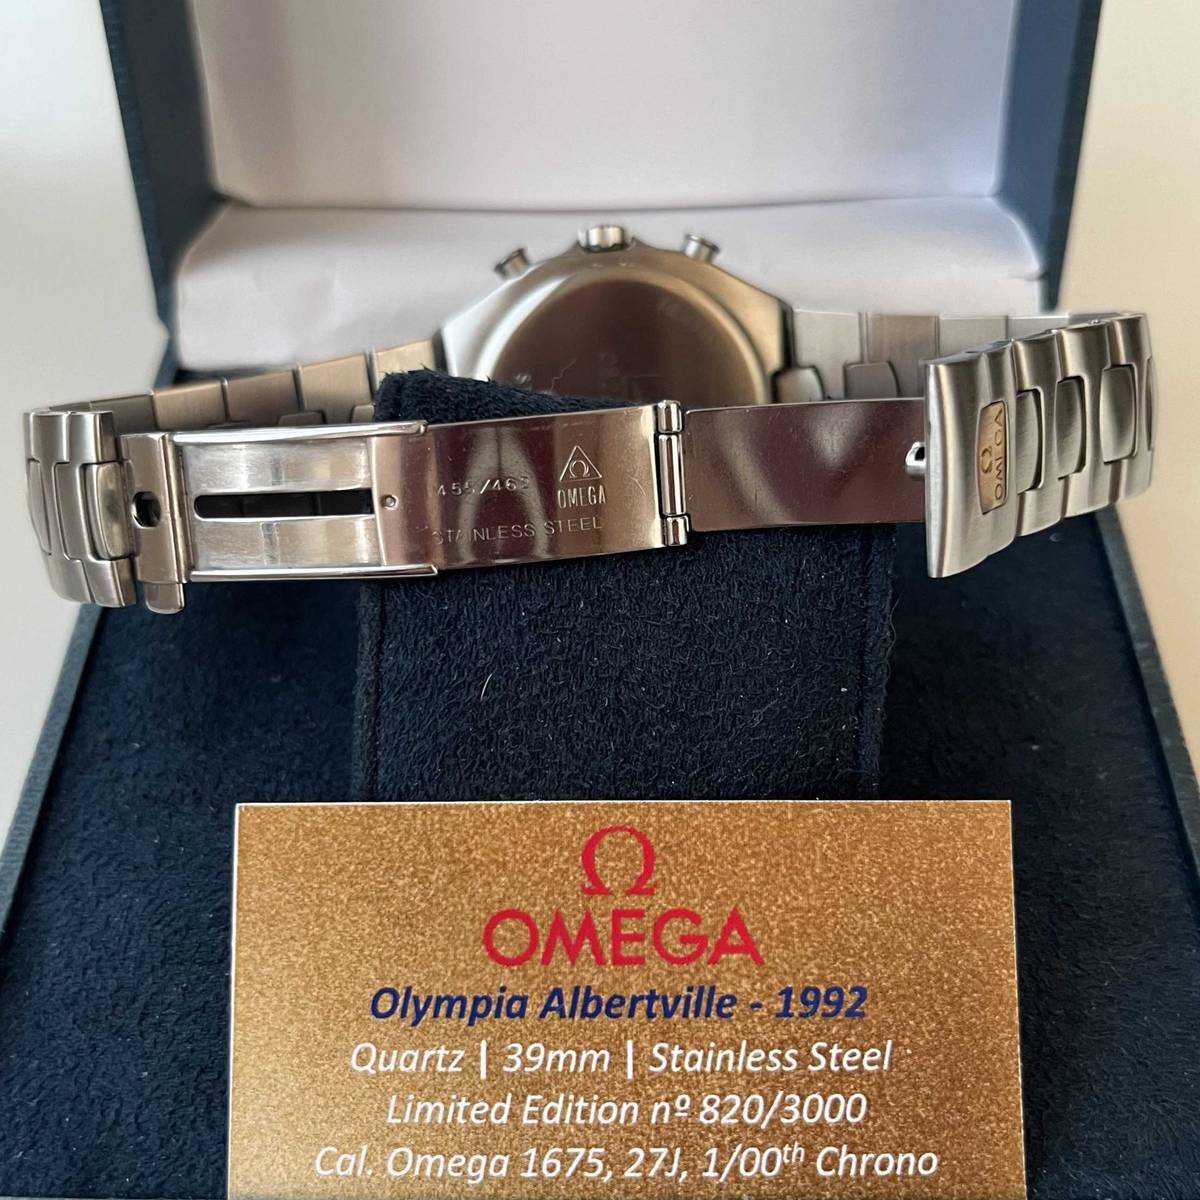 455/462
Ω
OMEGA
STAINLESS STEEL
Ω
OMEGA
Ω
OMEGA
Olympia Albertville - 1992
Quartz | 39mm | Stainless Steel
Limited Edition nº 820/3000
Cal. Omega 1675, 27J, 1/00th Chrono